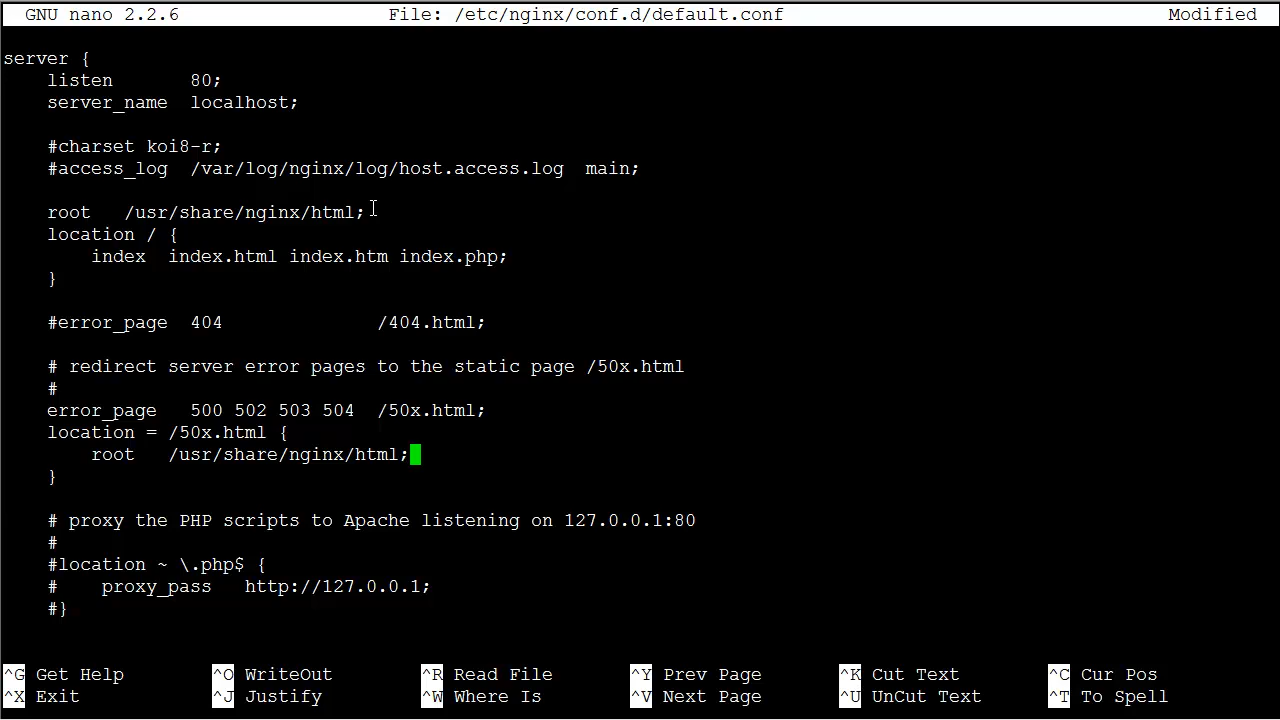 GNU nano 2.2.6 File: /etc/nginx/conf.d/default.conf Modified
server {
    listen       80;
    server_name  localhost;
    #charset koi8-r;
    #access_log  /var/log/nginx/log/host.access.log  main;
    root   /usr/share/nginx/html;
    location / {
        index  index.html index.htm index.php;
    }
    #error_page  404              /404.html;
    # redirect server error pages to the static page /50x.html
    #
    error_page   500 502 503 504  /50x.html;
    location = /50x.html {
        root   /usr/share/nginx/html;
    }
    # proxy the PHP scripts to Apache listening on 127.0.0.1:80
    #
    #location ~ \.php$ {
    #    proxy_pass   http://127.0.0.1;
    #}
^G Get Help ^O WriteOut ^R Read File ^Y Prev Page ^K Cut Text ^C Cur Pos
^X Exit ^J Justify ^W Where Is ^V Next Page ^U UnCut Text ^T To Spell